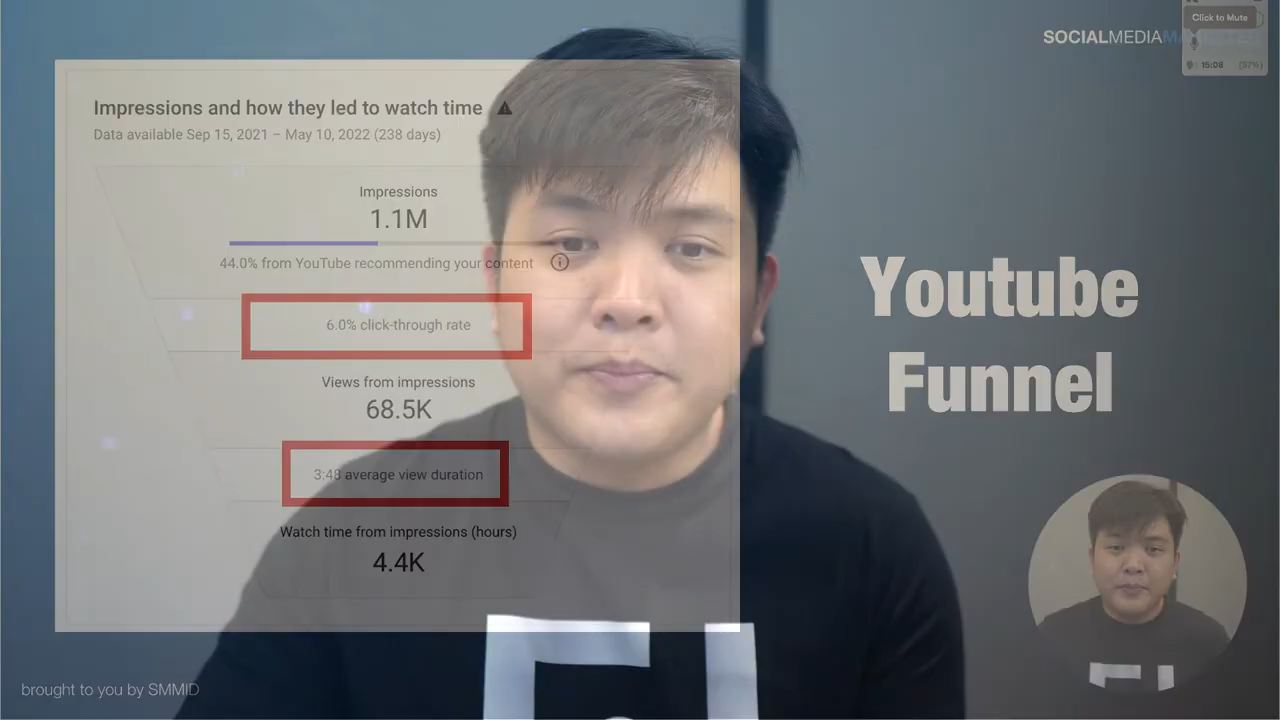 Click to Mute
SOCIALMEDIA
15:08 (57%)
Impressions and how they led to watch time
Data available Sep 15, 2021 – May 10, 2022 (238 days)
Impressions
1.1M
44.0% from YouTube recommending your content
6.0% click-through rate
Views from impressions
68.5K
3:48 average view duration
Watch time from impressions (hours)
4.4K
Youtube
Funnel
brought to you by SMMID